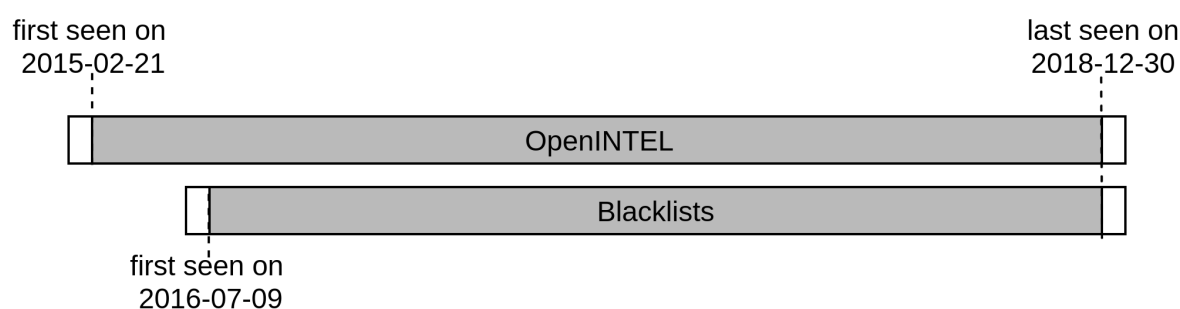 first seen on
2015-02-21
last seen on
2018-12-30
OpenINTEL
Blacklists
first seen on
2016-07-09